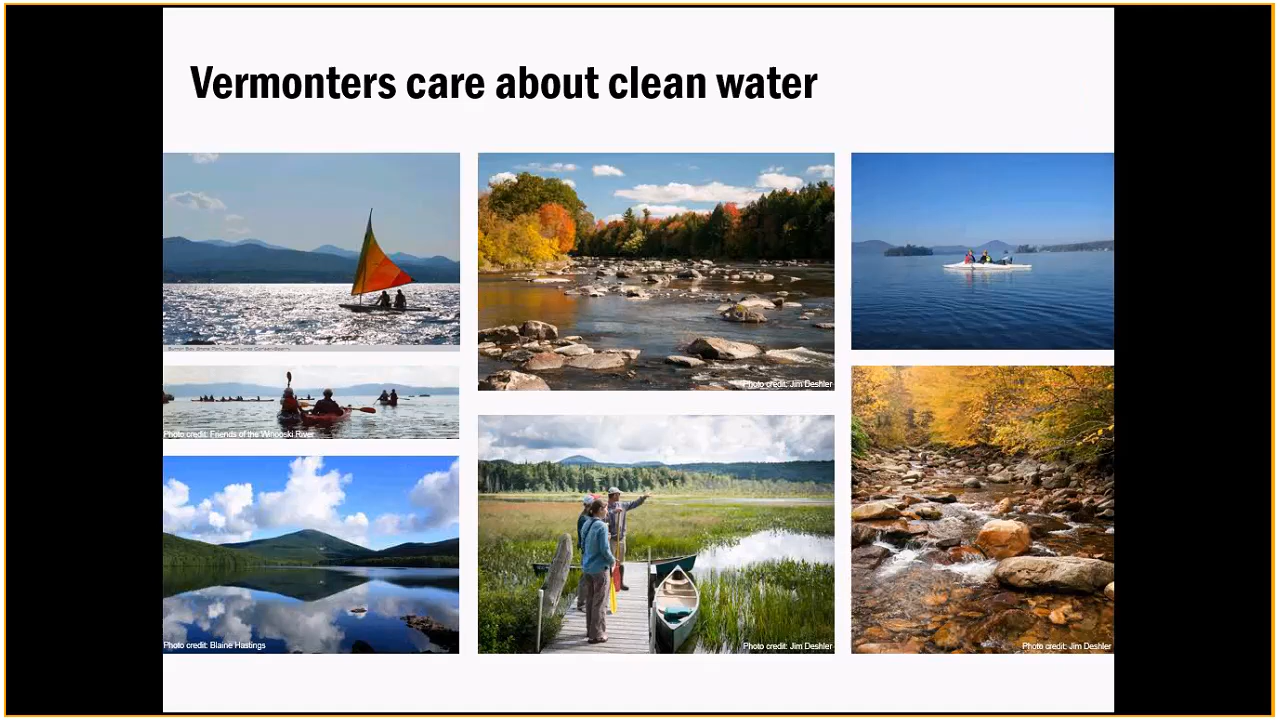 Vermonters care about clean water
Photo credit: Jim Deshler
Photo credit: Friends of the Winooski River
Photo credit: Blaine Hastings
Photo credit: Jim Deshler
Photo credit: Jim Deshler